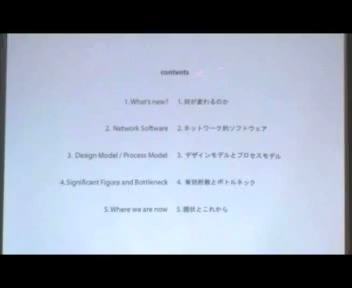 contents
1. What's new? 1. 何が変わるのか
2. Network Software 2. ネットワーク的ソフトウェア
3. Design Model / Process Model 3. デザインモデルとプロセスモデル
4. Significant Figure and Bottleneck 4. 有効桁数とボトルネック
5. Where we are now 5. 現状とこれから